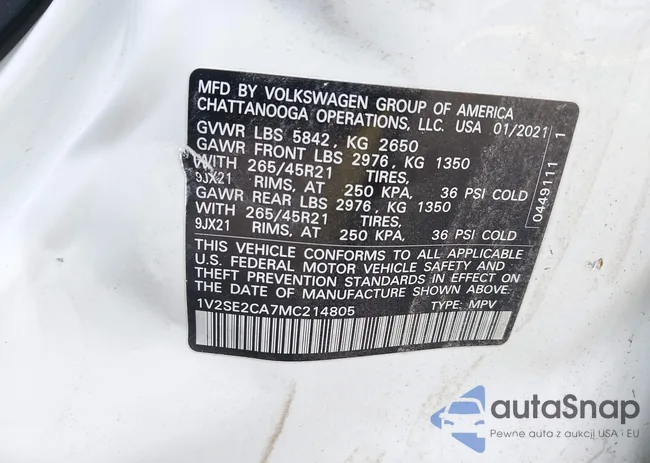 MFD BY VOLKSWAGEN GROUP OF AMERICA
CHATTANOOGA OPERATIONS, LLC. USA 01/2021
GVWR LBS 5842, KG 2650
GAWR FRONT LBS 2976, KG 1350
WITH 265/45R21 TIRES,
9JX21 RIMS, AT 250 KPA, 36 PSI COLD
GAWR REAR LBS 2976, KG 1350
WITH 265/45R21 TIRES,
9JX21 RIMS, AT 250 KPA, 36 PSI COLD
THIS VEHICLE CONFORMS TO ALL APPLICABLE
U.S. FEDERAL MOTOR VEHICLE SAFETY AND
THEFT PREVENTION STANDARDS IN EFFECT ON
THE DATE OF MANUFACTURE SHOWN ABOVE
1V2SE2CA7MC214805 TYPE: MPV
0449111 1
autoSnap
Pewne auta z aukcji USA i EU